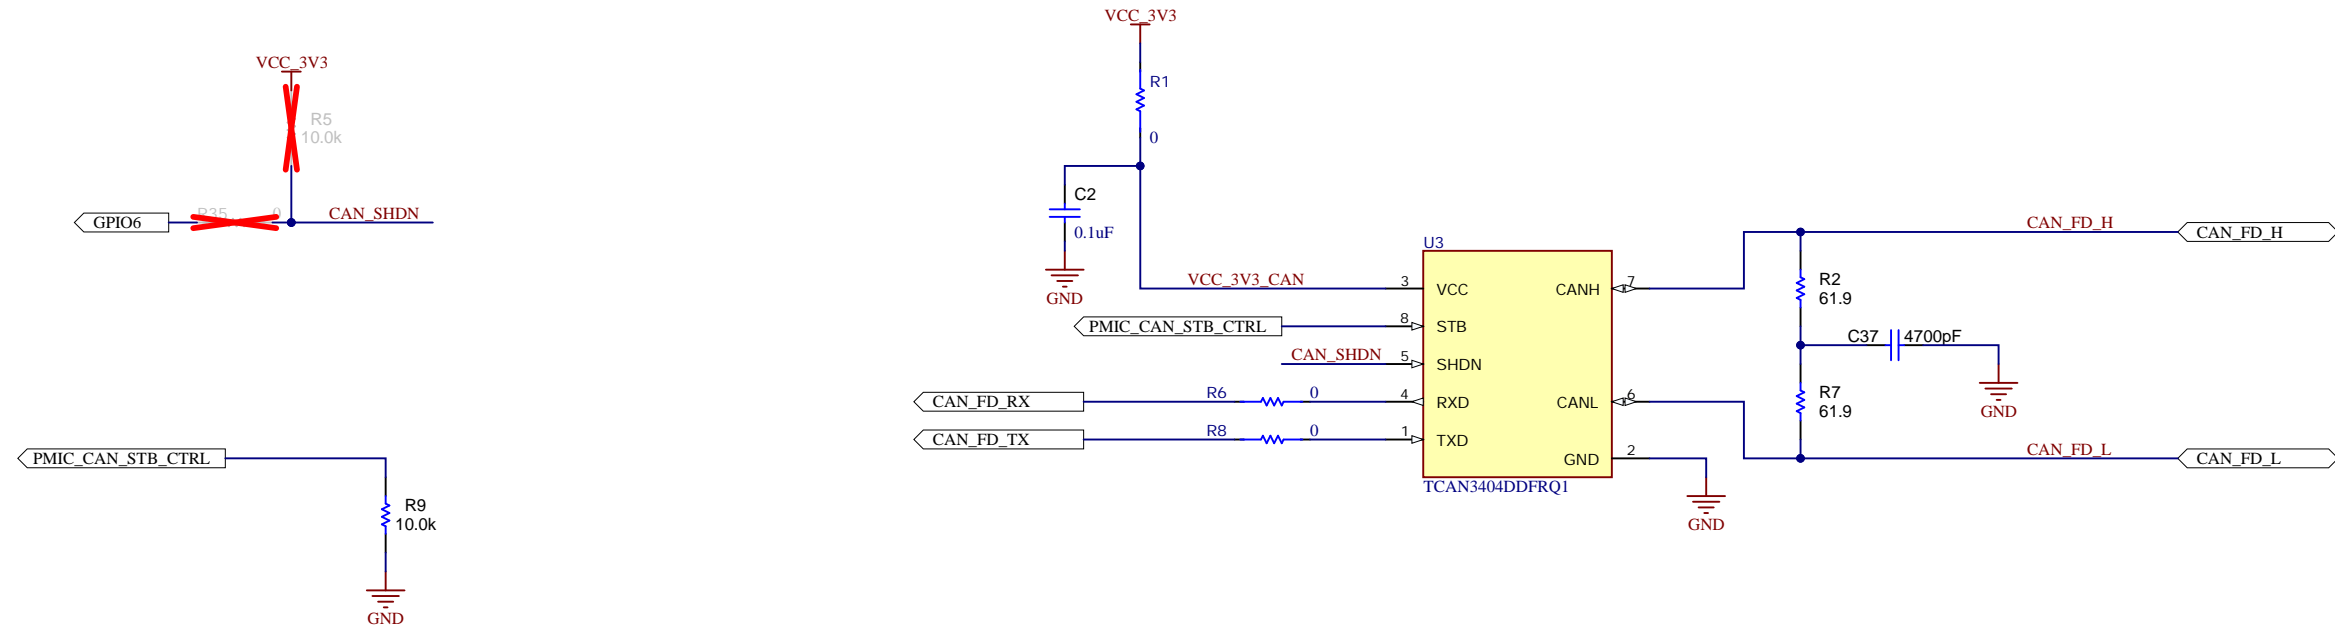 VCC_3V3
R5
10.0k
GPIO6
R35
0
CAN_SHDN
PMIC_CAN_STB_CTRL
R9
10.0k
GND
VCC_3V3
R1
0
C2
0.1uF
GND
VCC_3V3_CAN
PMIC_CAN_STB_CTRL
CAN_SHDN
CAN_FD_RX
R6
0
CAN_FD_TX
R8
0
U3
3
VCC
8
STB
5
SHDN
4
RXD
1
TXD
CANH
7
CANL
6
GND
2
TCAN3404DDFRQ1
GND
R2
61.9
C37
4700pF
GND
R7
61.9
CAN_FD_H
CAN_FD_H
CAN_FD_L
CAN_FD_L